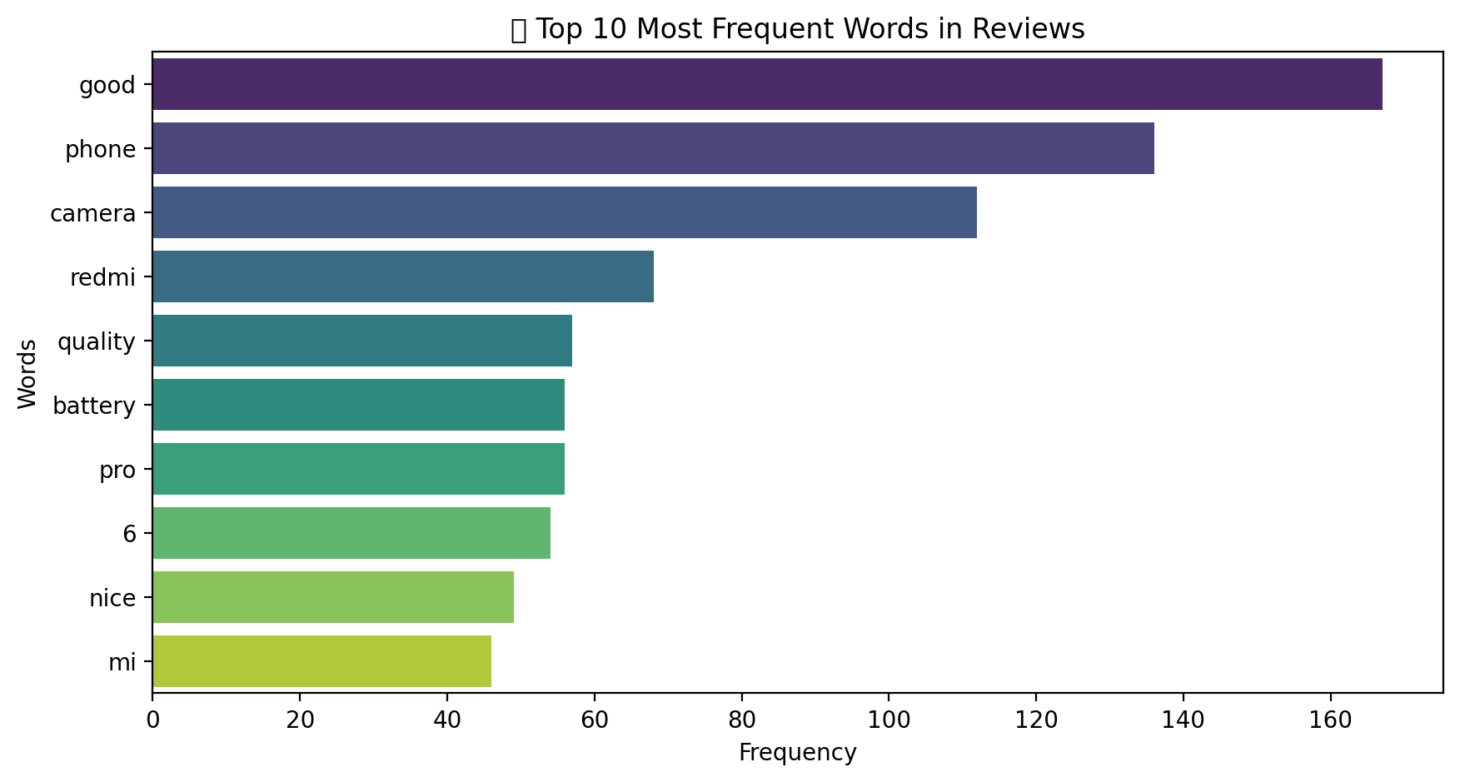 ▯ Top 10 Most Frequent Words in Reviews
good
phone
camera
redmi
quality
battery
pro
6
nice
mi
Words
0 20 40 60 80 100 120 140 160
Frequency